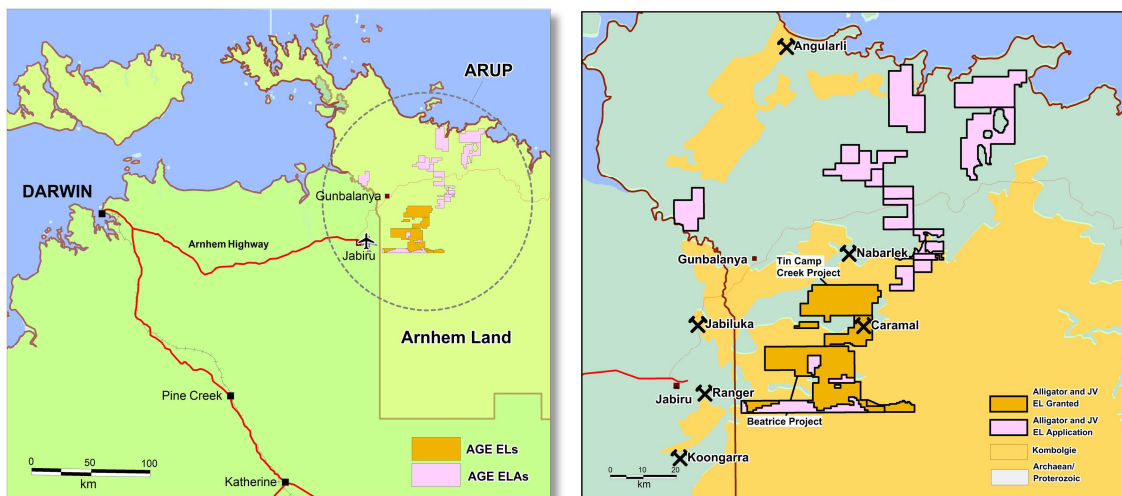 ARUP
DARWIN
Gunbalanya
Arnhem Highway
Jabiru
Arnhem Land
Pine Creek
Katherine
0 50 100
km
AGE ELs
AGE ELAs
Angularli
Gunbalanya
Nabarlek
Tin Camp
Creek Project
Jabiluka
Caramal
Jabiru
Ranger
Beatrice Project
Koongarra
0 20
km
Alligator and JV
EL Granted
Alligator and JV
EL Application
Kombolgie
Archaean/
Proterozoic